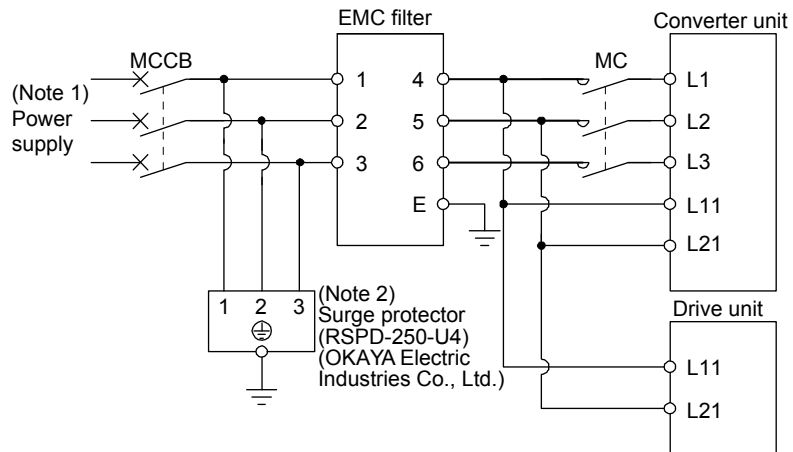 EMC filter
Converter unit
MCCB
MC
(Note 1)
Power
supply
1
2
3
4
5
6
E
L1
L2
L3
L11
L21
1 2 3
(Note 2)
Surge protector
(RSPD-250-U4)
(OKAYA Electric
Industries Co., Ltd.)
Drive unit
L11
L21